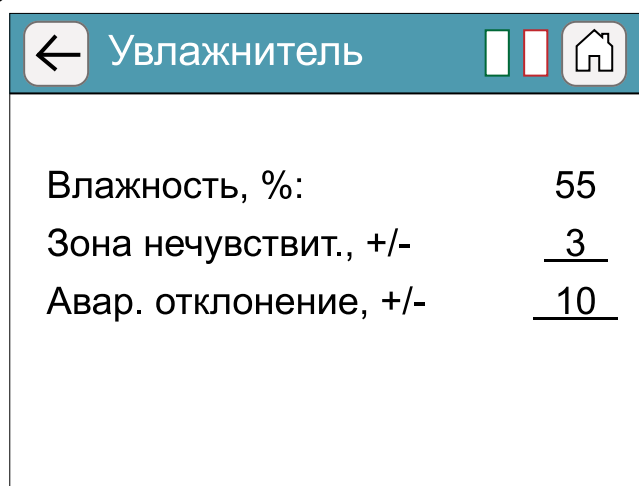 Увлажнитель
Влажность, %: 55
Зона нечувствит., +/- 3
Авар. отклонение, +/- 10